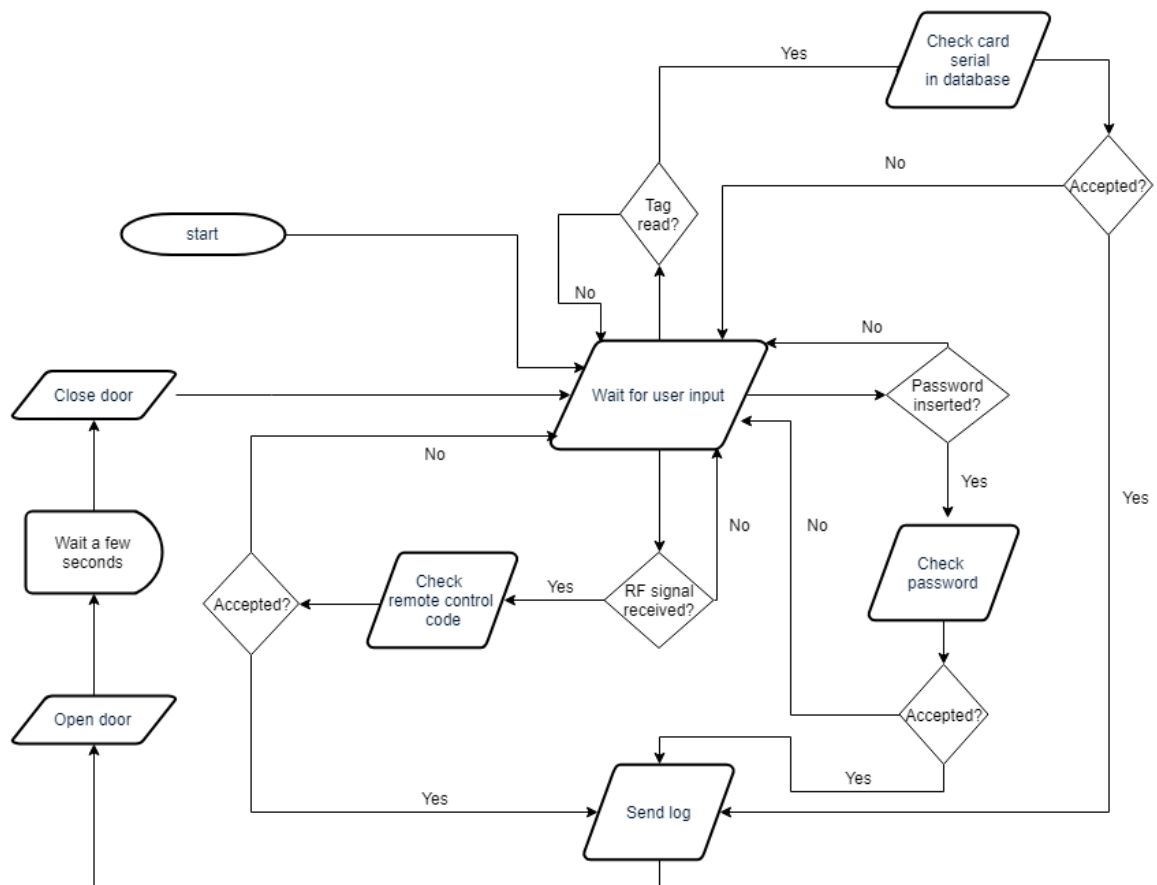 Check card
serial
in database
Yes
No
Accepted?
Tag
read?
start
No
No
Wait for user input
Password
inserted?
Close door
No
Yes
Yes
Wait a few
seconds
No
No
Check
password
Accepted?
Check
remote control
code
Yes
RF signal
received?
Open door
Accepted?
Yes
Yes
Send log